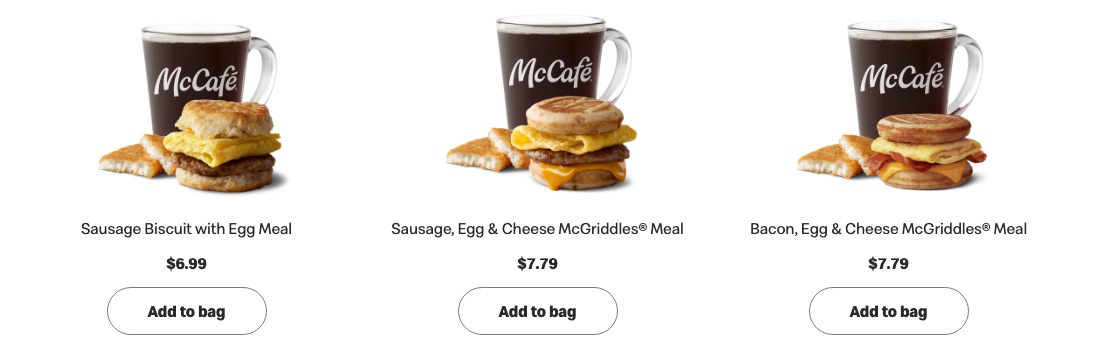 McCafé
McCafé
McCafé
Sausage Biscuit with Egg Meal
Sausage, Egg & Cheese McGriddles® Meal
Bacon, Egg & Cheese McGriddles® Meal
$6.99
$7.79
$7.79
Add to bag
Add to bag
Add to bag